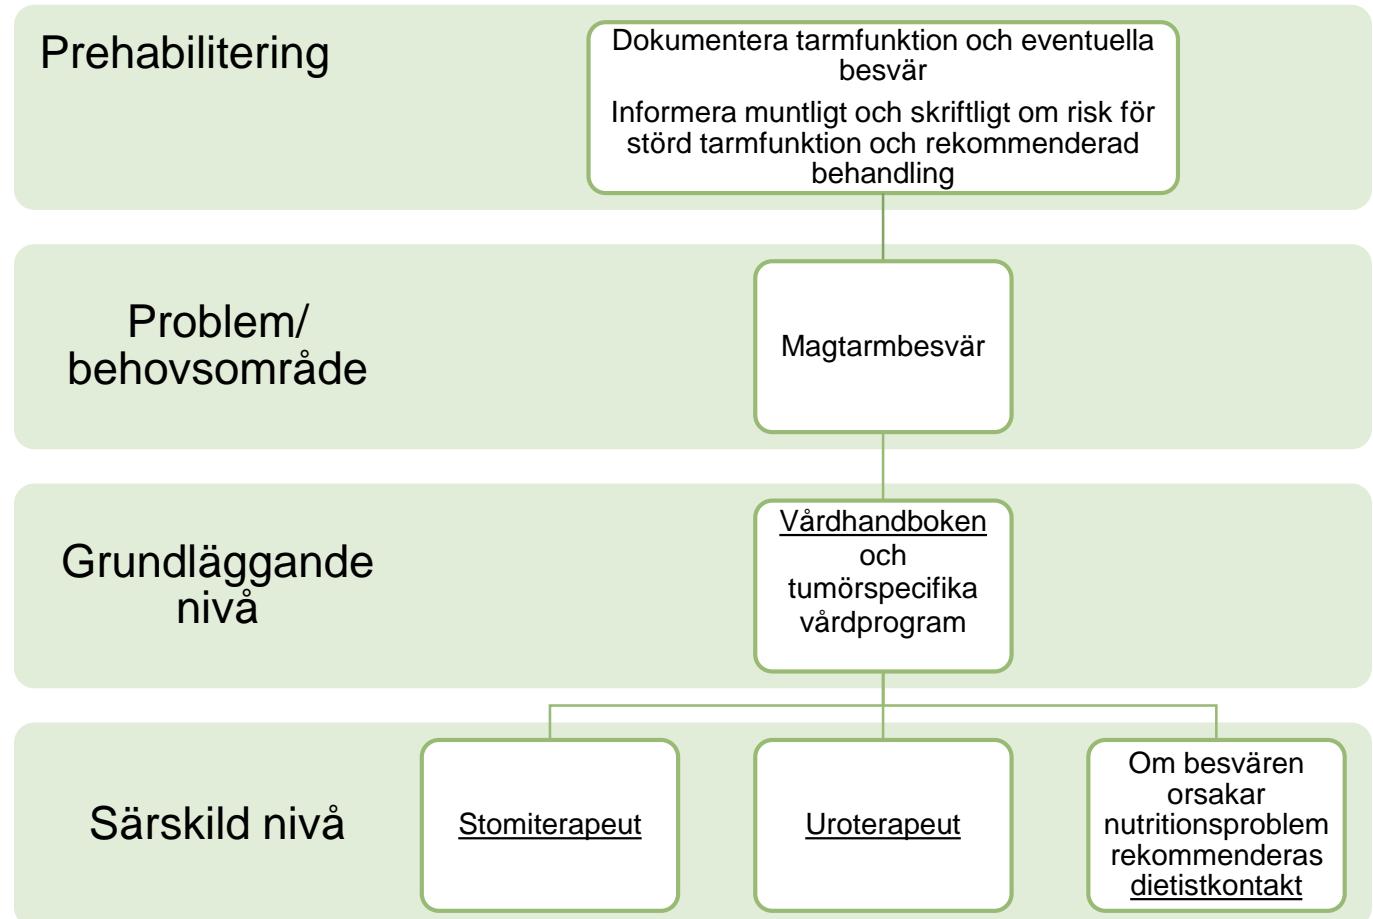 Prehabilitering
Dokumentera tarmfunktion och eventuella
besvär
Informera muntligt och skriftligt om risk för
störd tarmfunktion och rekommenderad
behandling
Problem/
behovsområde
Magtarmbesvär
Grundläggande
nivå
Vårdhandboken
och
tumörspecifika
vårdprogram
Särskild nivå
Stomiterapeut
Uroterapeut
Om besvären
orsakar
nutritionsproblem
rekommenderas
dietistkontakt